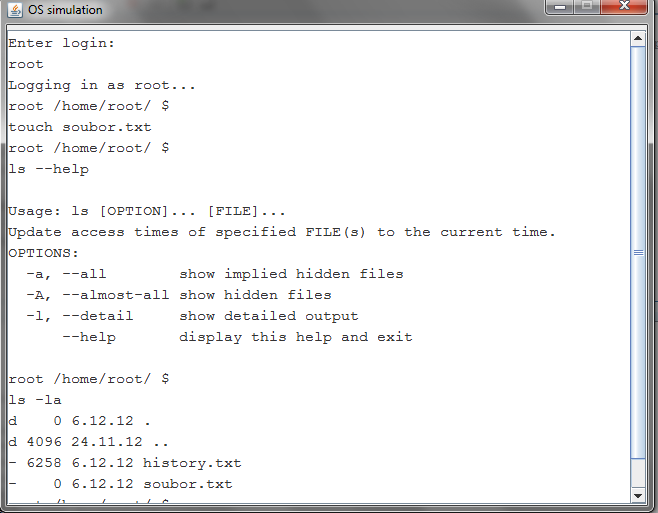 OS simulation
Enter login:
root
Logging in as root...
root /home/root/ $
touch soubor.txt
root /home/root/ $
ls --help
Usage: ls [OPTION]... [FILE]...
Update access times of specified FILE(s) to the current time.
OPTIONS:
  -a, --all        show implied hidden files
  -A, --almost-all show hidden files
  -l, --detail     show detailed output
      --help       display this help and exit
root /home/root/ $
ls -la
d    0 6.12.12 .
d 4096 24.11.12 ..
- 6258 6.12.12 history.txt
-    0 6.12.12 soubor.txt